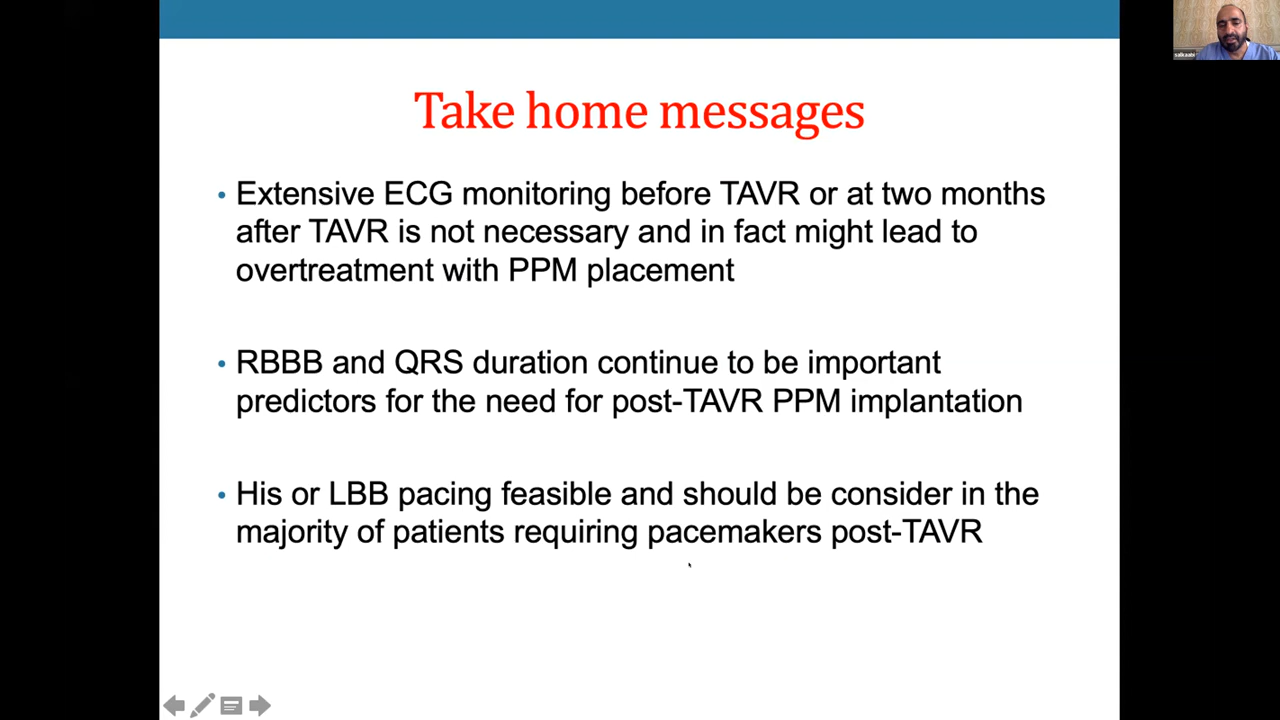 Take home messages
• Extensive ECG monitoring before TAVR or at two months
after TAVR is not necessary and in fact might lead to
overtreatment with PPM placement
• RBBB and QRS duration continue to be important
predictors for the need for post-TAVR PPM implantation
• His or LBB pacing feasible and should be consider in the
majority of patients requiring pacemakers post-TAVR